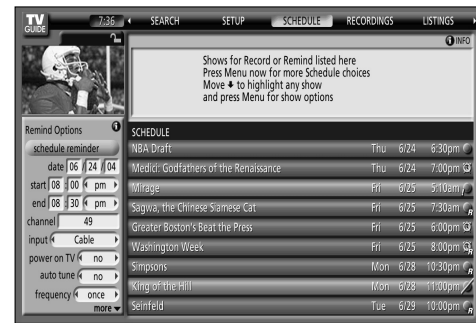 TV GUIDE 7:36 SEARCH SETUP SCHEDULE RECORDINGS LISTINGS
INFO
Shows for Record or Remind listed here
Press Menu now for more Schedule choices
Move to highlight any show
and press Menu for show options
Remind Options
schedule reminder
date 06 / 24 / 04
start 08 : 00 pm
end 08 : 30 pm
channel 49
input Cable
power on TV no
auto tune no
frequency once
more
SCHEDULE
NBA Draft Thu 6/24 6:30pm
Medici: Godfathers of the Renaissance Thu 6/24 7:00pm
Mirage Fri 6/25 5:10am
Sagwa, the Chinese Siamese Cat Fri 6/25 7:30am R
Greater Boston's Beat the Press Fri 6/25 6:00pm
Washington Week Fri 6/25 8:00pm R
Simpsons Mon 6/28 10:30pm R
King of the Hill Mon 6/28 11:00pm
Seinfeld Tue 6/29 10:00pm R